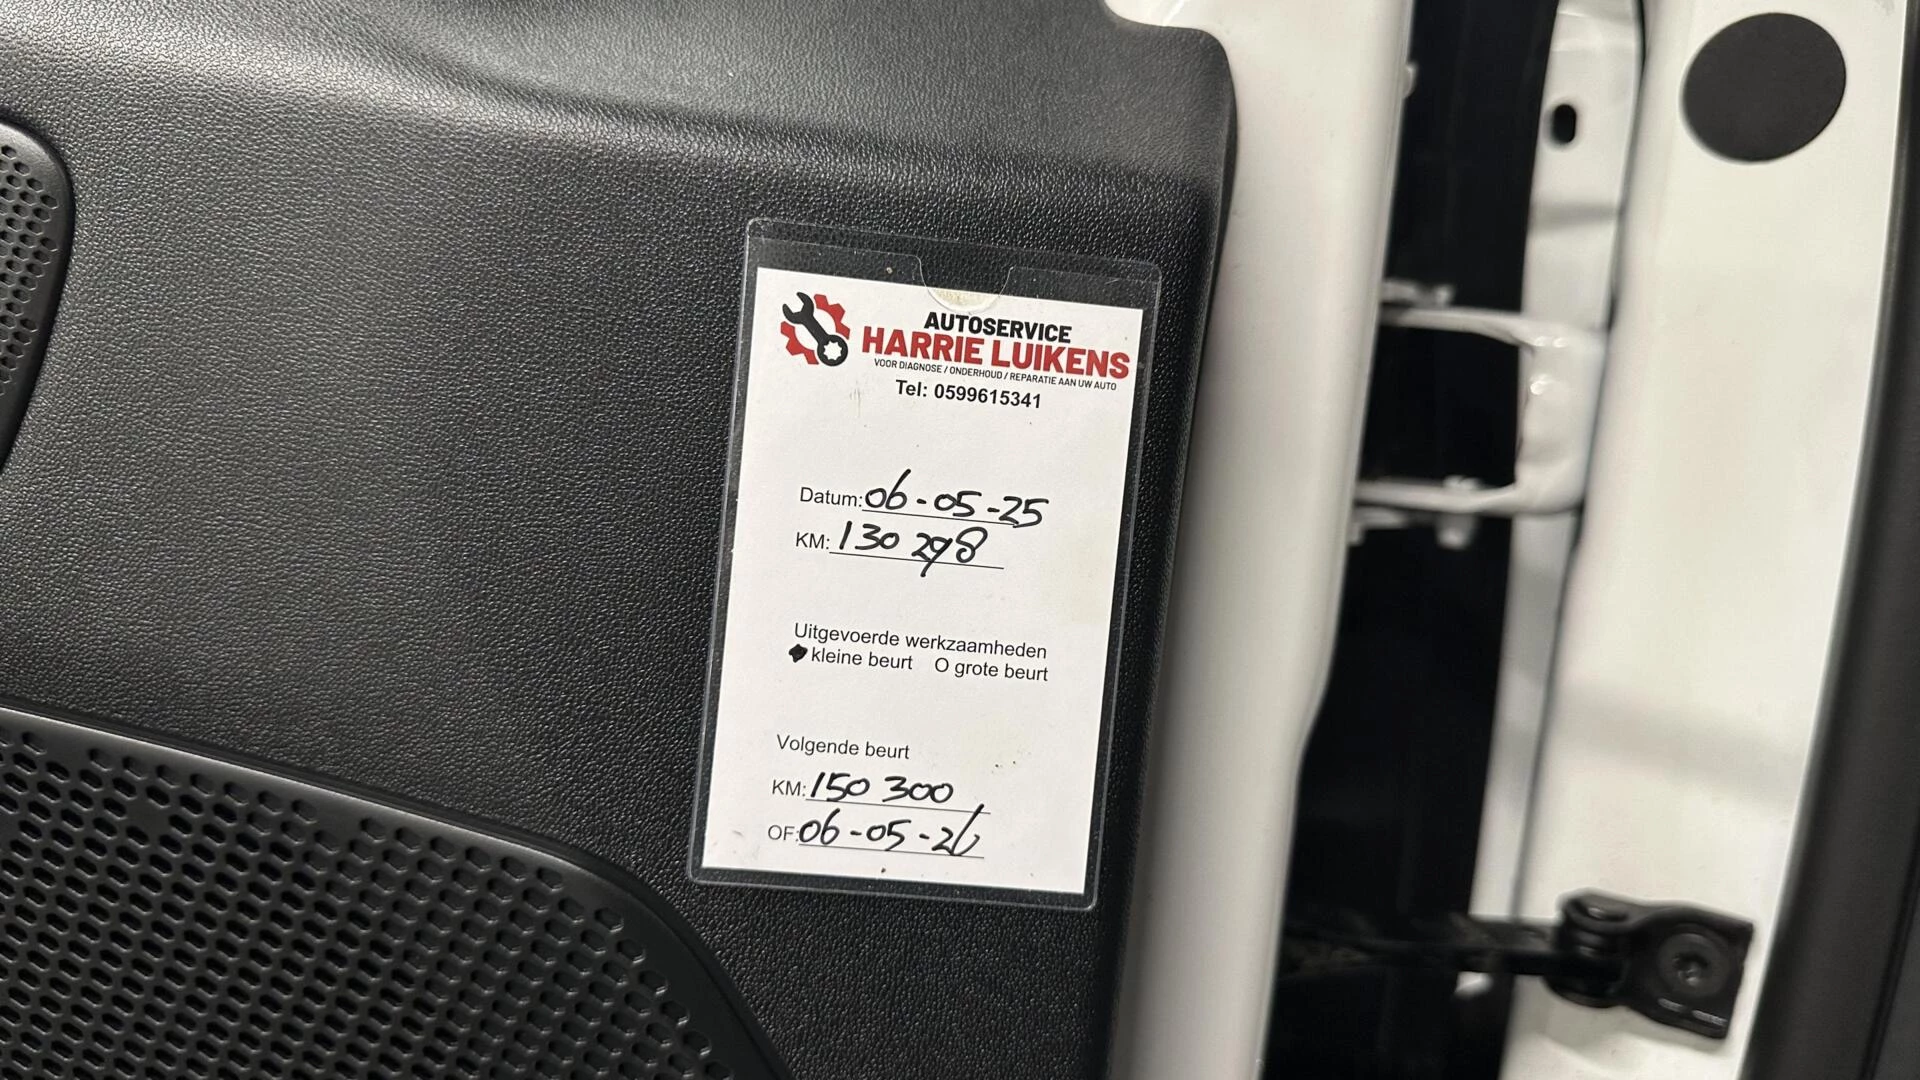 AUTOSERVICE
HARRIE LUIKENS
VOOR DIAGNOSE / ONDERHOUD / REPARATIE AAN UW AUTO
Tel: 0599615341
Datum: 06-05-25
KM: 130 298
Uitgevoerde werkzaamheden
kleine beurt O grote beurt
Volgende beurt
KM: 150 300
OF: 06-05-26